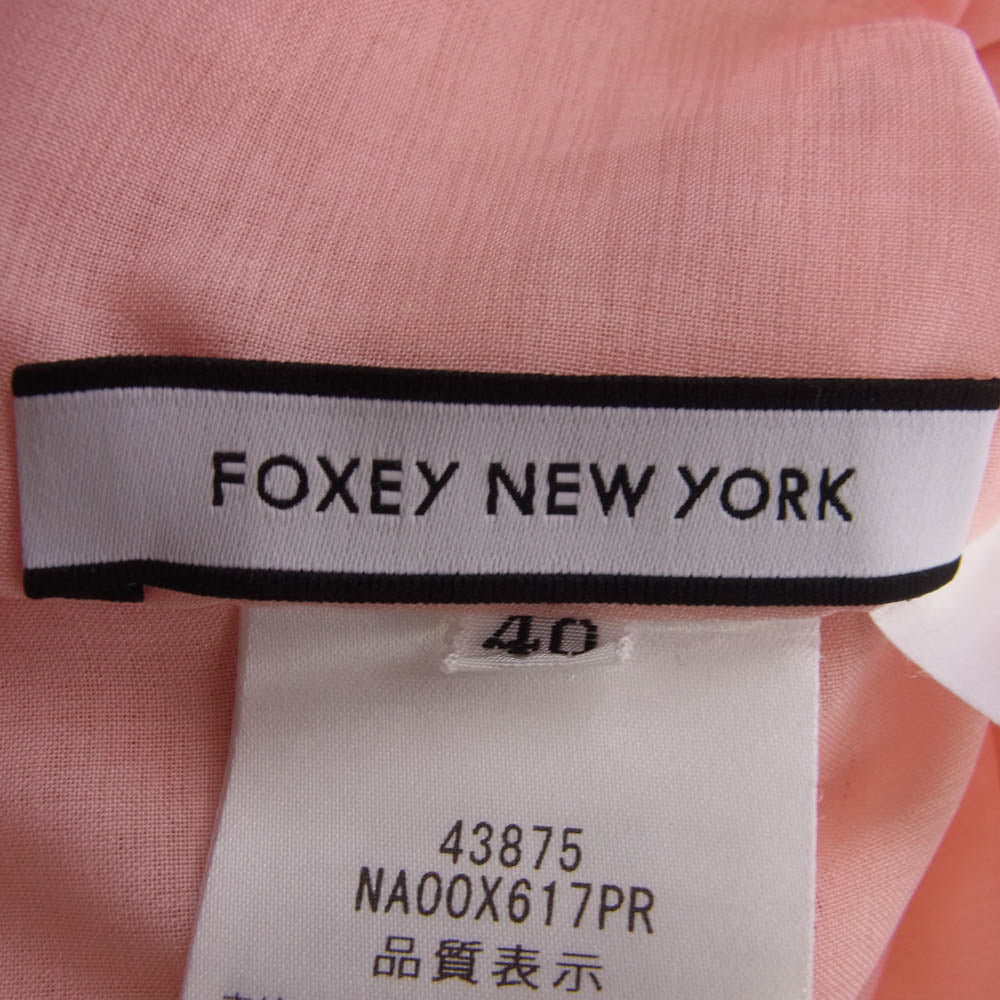 FOXEY NEW YORK
40
43875
NA00X617PR
品質表示